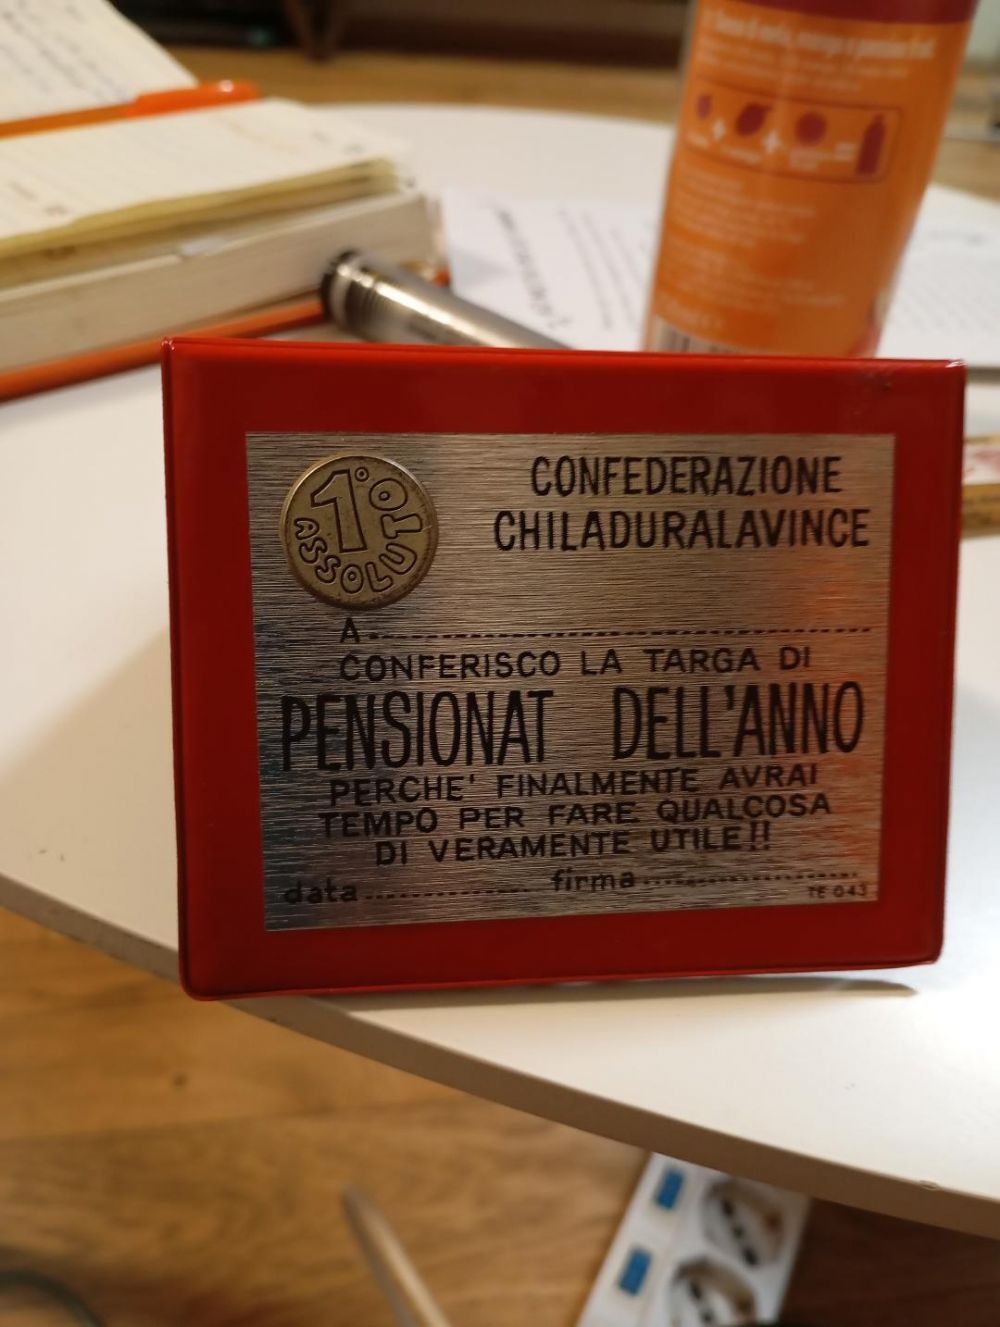 1° ASSOLUTO
CONFEDERAZIONE
CHILADURALAVINCE
A
CONFERISCO LA TARGA DI
PENSIONAT DELL'ANNO
PERCHE' FINALMENTE AVRAI
TEMPO PER FARE QUALCOSA
DI VERAMENTE UTILE!!
data firma
TE 043